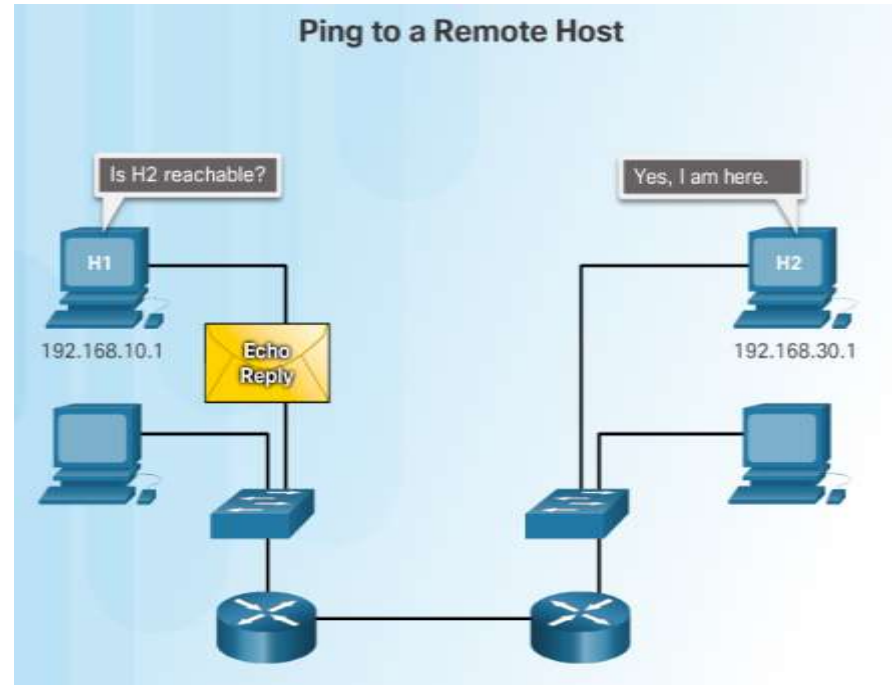 Ping to a Remote Host
Is H2 reachable?
Yes, I am here.
H1
H2
192.168.10.1
Echo
Reply
192.168.30.1